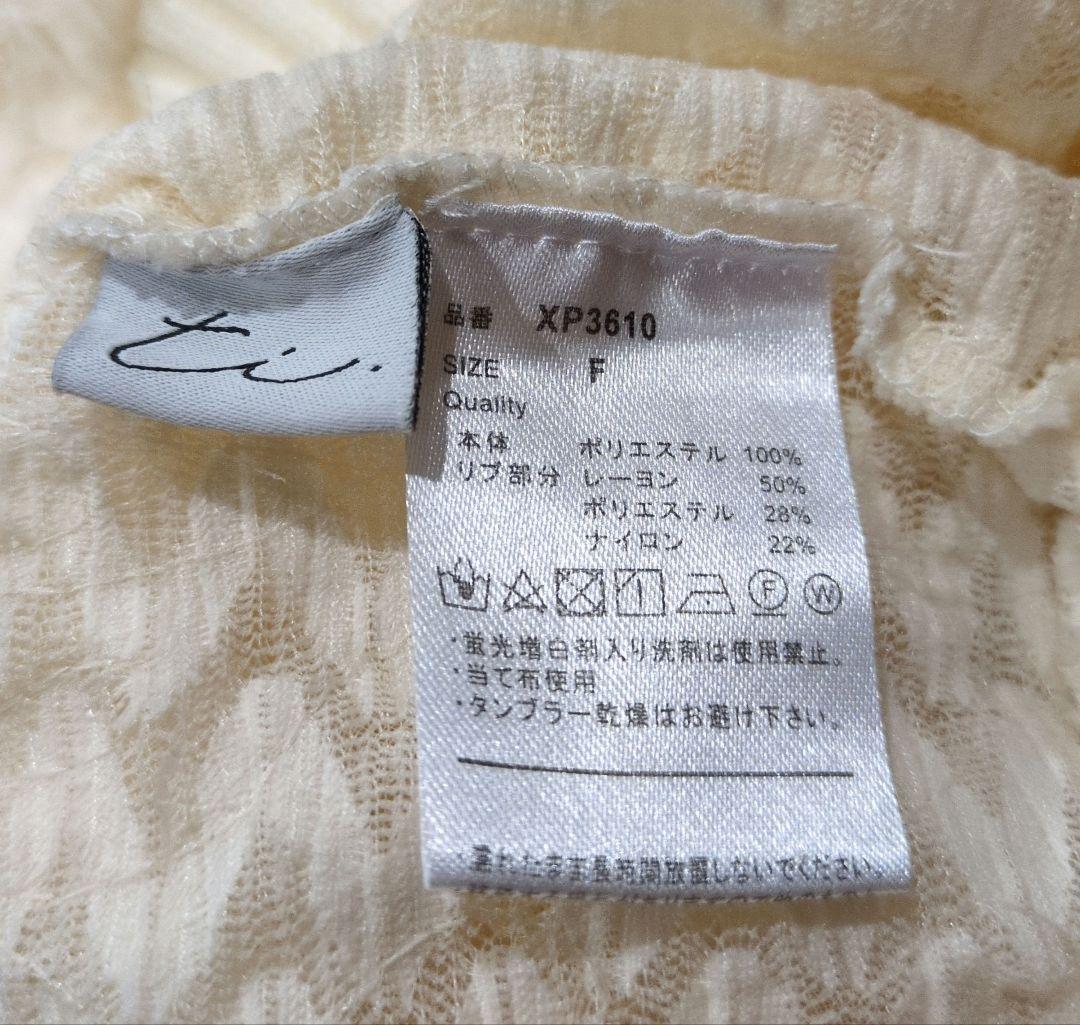 ti.
品番 XP3610
SIZE F
Quality
本体 ポリエステル 100%
リブ部分 レーヨン 50%
ポリエステル 28%
ナイロン 22%
F W
・蛍光増白剤入り洗剤は使用禁止。
・当て布使用
・タンブラー乾燥はお避け下さい。
・濡れたまま長時間放置しないでください。